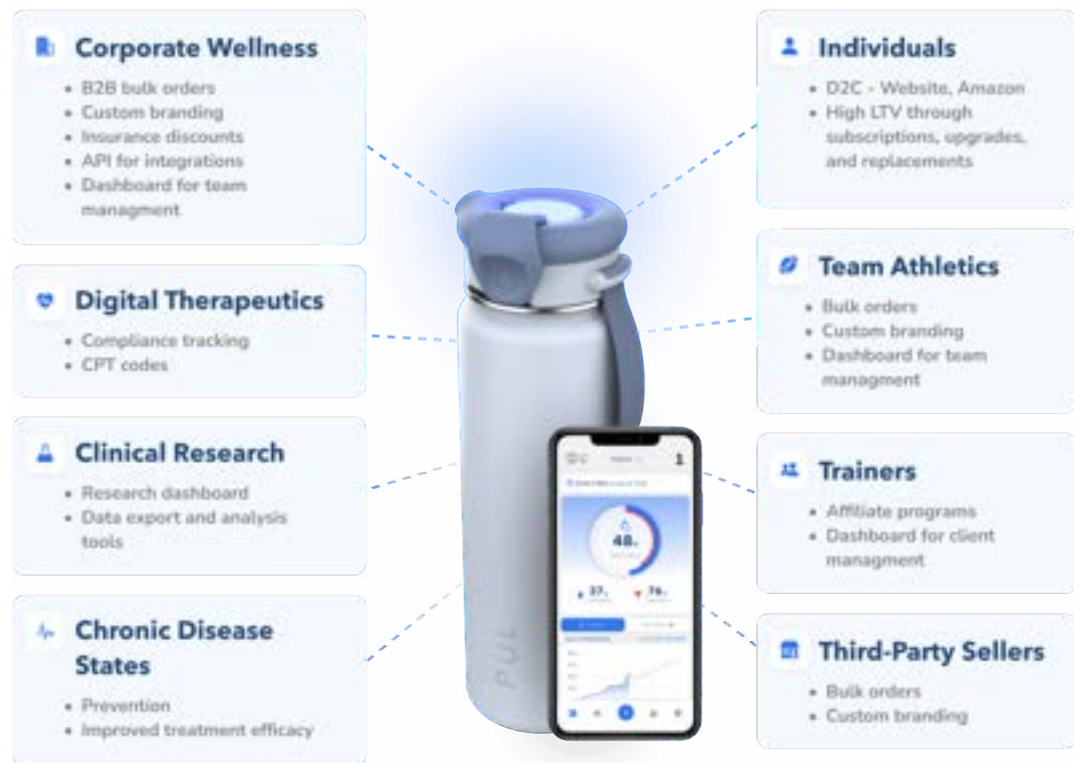 Corporate Wellness
• B2B bulk orders
• Custom branding
• Insurance discounts
• API for integrations
• Dashboard for team
managment
Digital Therapeutics
• Compliance tracking
• CPT codes
Clinical Research
• Research dashboard
• Data export and analysis
tools
Chronic Disease
States
• Prevention
• Improved treatment efficacy
Individuals
• D2C - Website, Amazon
• High LTV through
subscriptions, upgrades,
and replacements
Team Athletics
• Bulk orders
• Custom branding
• Dashboard for team
managment
Trainers
• Affiliate programs
• Dashboard for client
managment
Third-Party Sellers
• Bulk orders
• Custom branding
PUL
48
37
76